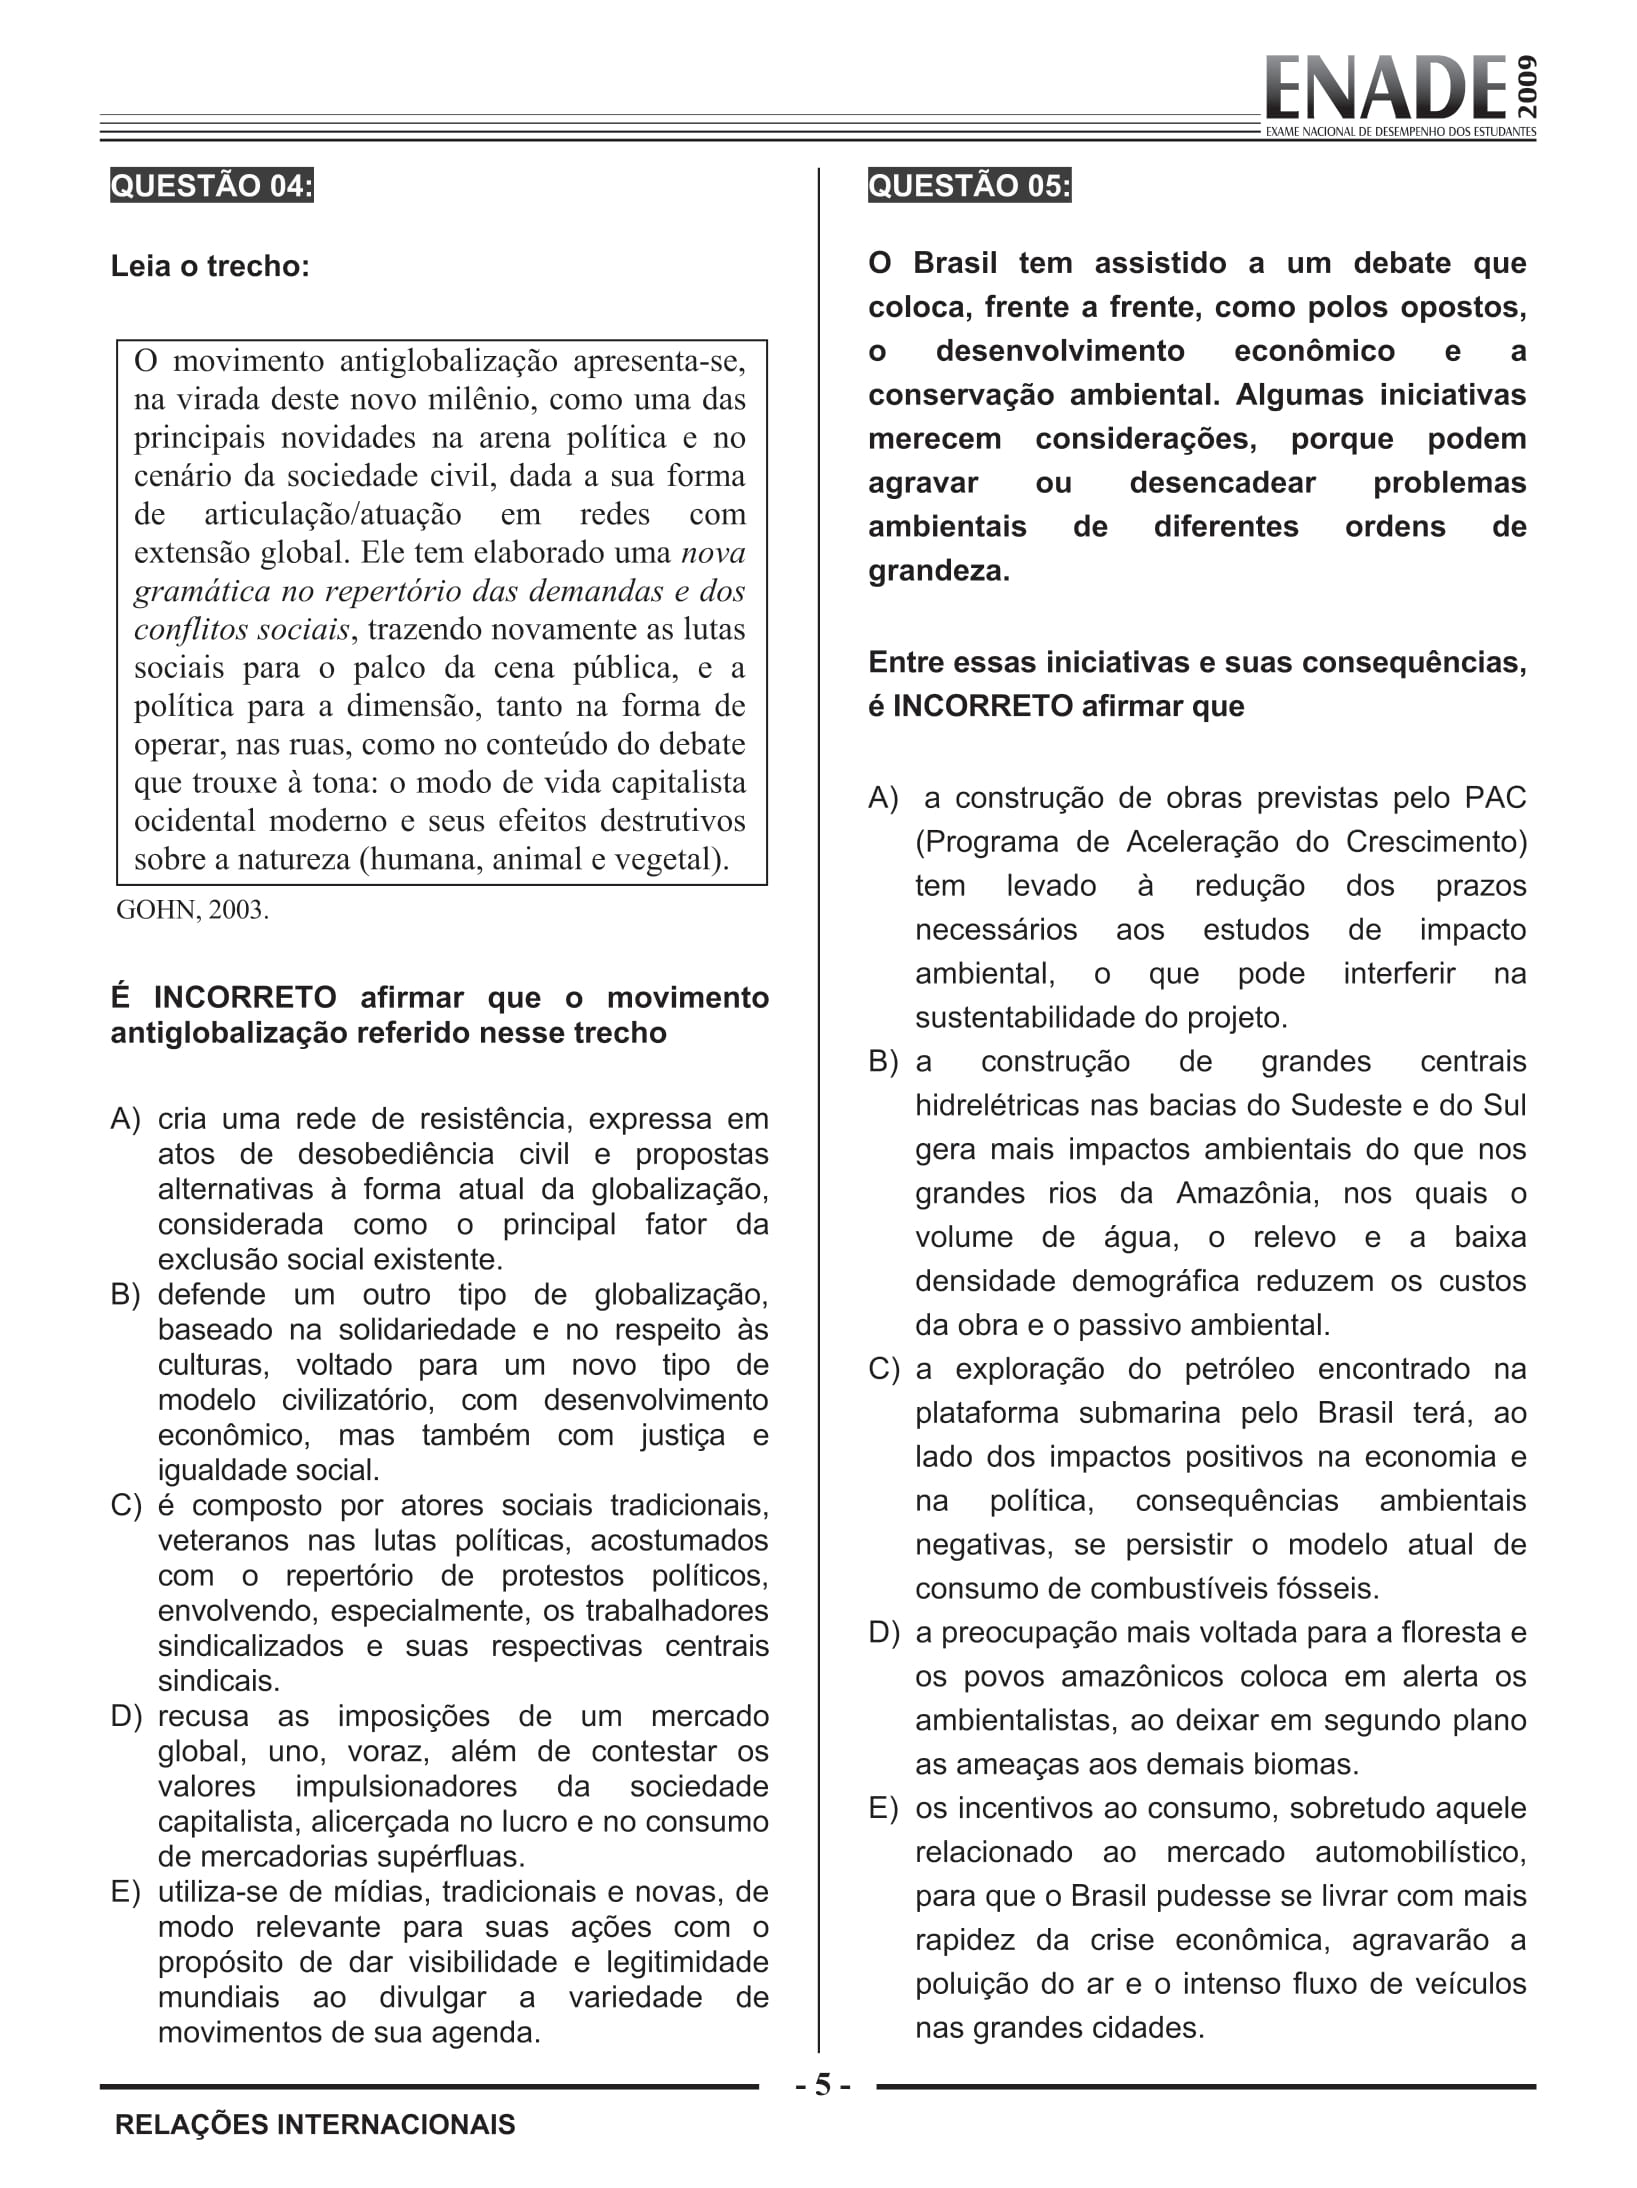 ENADE 2009
EXAME NACIONAL DE DESEMPENHO DOS ESTUDANTES
QUESTÃO 04:
Leia o trecho:
O movimento antiglobalização apresenta-se,
na virada deste novo milênio, como uma das
principais novidades na arena política e no
cenário da sociedade civil, dada a sua forma
de articulação/atuação em redes com
extensão global. Ele tem elaborado uma nova
gramática no repertório das demandas e dos
conflitos sociais, trazendo novamente as lutas
sociais para o palco da cena pública, e a
política para a dimensão, tanto na forma de
operar, nas ruas, como no conteúdo do debate
que trouxe à tona: o modo de vida capitalista
ocidental moderno e seus efeitos destrutivos
sobre a natureza (humana, animal e vegetal).
GOHN, 2003.
É INCORRETO afirmar que o movimento
antiglobalização referido nesse trecho
A) cria uma rede de resistência, expressa em
atos de desobediência civil e propostas
alternativas à forma atual da globalização,
considerada como o principal fator da
exclusão social existente.
B) defende um outro tipo de globalização,
baseado na solidariedade e no respeito às
culturas, voltado para um novo tipo de
modelo civilizatório, com desenvolvimento
econômico, mas também com justiça e
igualdade social.
C) é composto por atores sociais tradicionais,
veteranos nas lutas políticas, acostumados
com o repertório de protestos políticos,
envolvendo, especialmente, os trabalhadores
sindicalizados e suas respectivas centrais
sindicais.
D) recusa as imposições de um mercado
global, uno, voraz, além de contestar os
valores impulsionadores da sociedade
capitalista, alicerçada no lucro e no consumo
de mercadorias supérfluas.
E) utiliza-se de mídias, tradicionais e novas, de
modo relevante para suas ações com o
propósito de dar visibilidade e legitimidade
mundiais ao divulgar a variedade de
movimentos de sua agenda.
QUESTÃO 05:
O Brasil tem assistido a um debate que
coloca, frente a frente, como polos opostos,
o desenvolvimento econômico e a
conservação ambiental. Algumas iniciativas
merecem considerações, porque podem
agravar ou desencadear problemas
ambientais de diferentes ordens de
grandeza.
Entre essas iniciativas e suas consequências,
é INCORRETO afirmar que
A) a construção de obras previstas pelo PAC
(Programa de Aceleração do Crescimento)
tem levado à redução dos prazos
necessários aos estudos de impacto
ambiental, o que pode interferir na
sustentabilidade do projeto.
B) a construção de grandes centrais
hidrelétricas nas bacias do Sudeste e do Sul
gera mais impactos ambientais do que nos
grandes rios da Amazônia, nos quais o
volume de água, o relevo e a baixa
densidade demográfica reduzem os custos
da obra e o passivo ambiental.
C) a exploração do petróleo encontrado na
plataforma submarina pelo Brasil terá, ao
lado dos impactos positivos na economia e
na política, consequências ambientais
negativas, se persistir o modelo atual de
consumo de combustíveis fósseis.
D) a preocupação mais voltada para a floresta e
os povos amazônicos coloca em alerta os
ambientalistas, ao deixar em segundo plano
as ameaças aos demais biomas.
E) os incentivos ao consumo, sobretudo aquele
relacionado ao mercado automobilístico,
para que o Brasil pudesse se livrar com mais
rapidez da crise econômica, agravarão a
poluição do ar e o intenso fluxo de veículos
nas grandes cidades.
- 5 -
RELAÇÕES INTERNACIONAIS